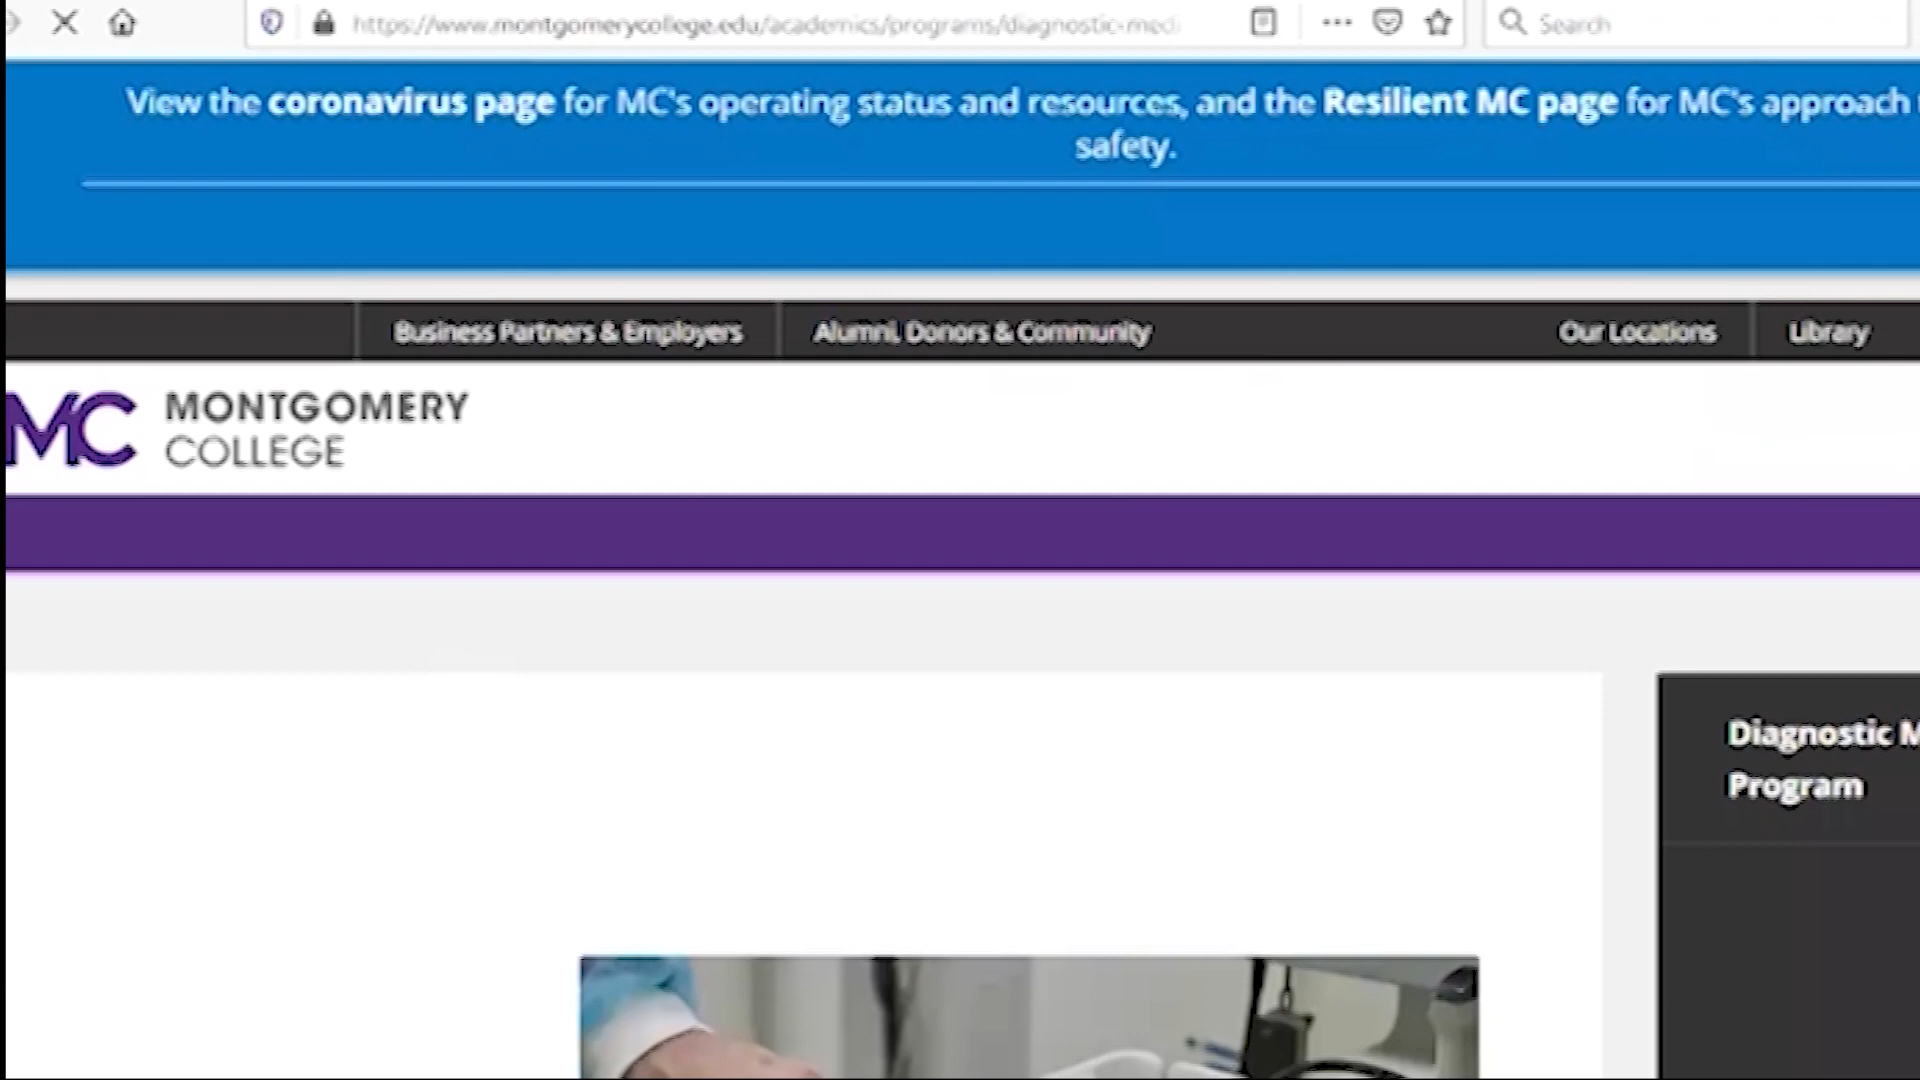 https://www.montgomerycollege.edu/academics/programs/diagnostic-medi
Search
View the coronavirus page for MC's operating status and resources, and the Resilient MC page for MC's approach
safety.
Business Partners & Employers
Alumni, Donors & Community
Our Locations
Library
MC MONTGOMERY
COLLEGE
Diagnostic M
Program